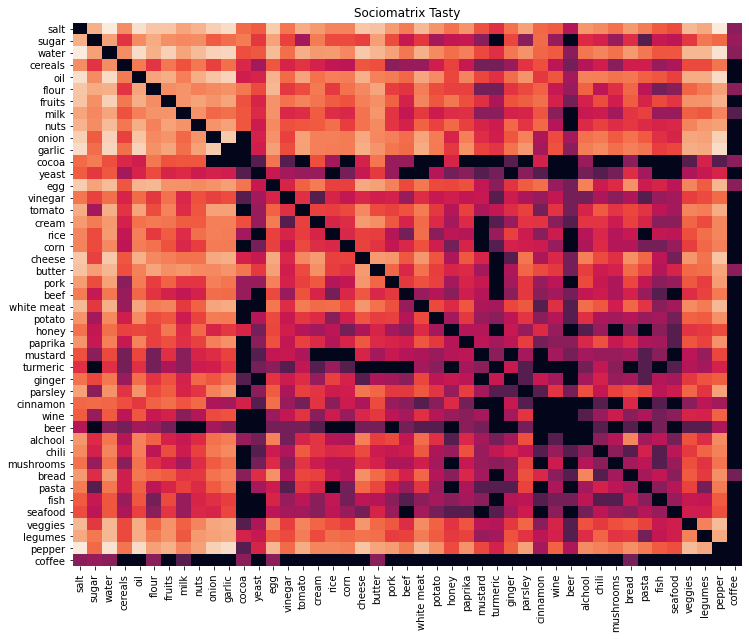 Sociomatrix Tasty
salt
sugar
water
cereals
oil
flour
fruits
milk
nuts
onion
garlic
cocoa
yeast
egg
vinegar
tomato
cream
rice
corn
cheese
butter
pork
beef
white meat
potato
honey
paprika
mustard
turmeric
ginger
parsley
cinnamon
wine
beer
alchool
chili
mushrooms
bread
pasta
fish
seafood
veggies
legumes
pepper
coffee
salt
sugar
water
cereals
oil
flour
fruits
milk
nuts
onion
garlic
cocoa
yeast
egg
vinegar
tomato
cream
rice
corn
cheese
butter
pork
beef
white meat
potato
honey
paprika
mustard
turmeric
ginger
parsley
cinnamon
wine
beer
alchool
chili
mushrooms
bread
pasta
fish
seafood
veggies
legumes
pepper
coffee